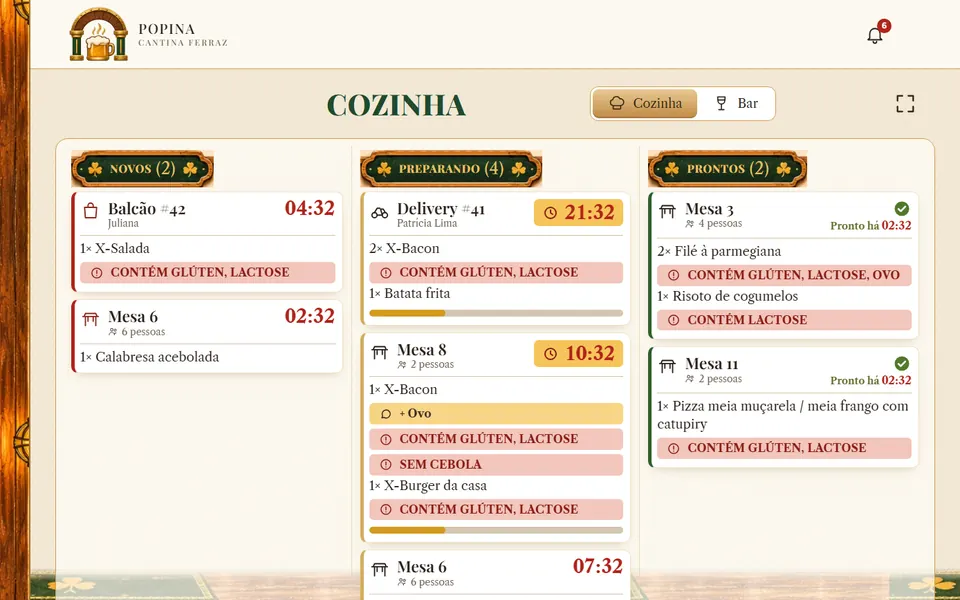 POPINA
CANTINA FERRAZ
6
COZINHA
Cozinha
Bar
NOVOS (2)
Balcão #42
04:32
Juliana
1× X-Salada
CONTÉM GLÚTEN, LACTOSE
Mesa 6
02:32
6 pessoas
1× Calabresa acebolada
PREPARANDO (4)
Delivery #41
21:32
Patrícia Lima
2× X-Bacon
CONTÉM GLÚTEN, LACTOSE
1× Batata frita
Mesa 8
10:32
2 pessoas
1× X-Bacon
+ Ovo
CONTÉM GLÚTEN, LACTOSE
SEM CEBOLA
1× X-Burger da casa
CONTÉM GLÚTEN, LACTOSE
Mesa 6
07:32
6 pessoas
PRONTOS (2)
Mesa 3
4 pessoas
Pronto há 02:32
2× Filé à parmegiana
CONTÉM GLÚTEN, LACTOSE, OVO
1× Risoto de cogumelos
CONTÉM LACTOSE
Mesa 11
2 pessoas
Pronto há 02:32
1× Pizza meia muçarela / meia frango com
catupiry
CONTÉM GLÚTEN, LACTOSE